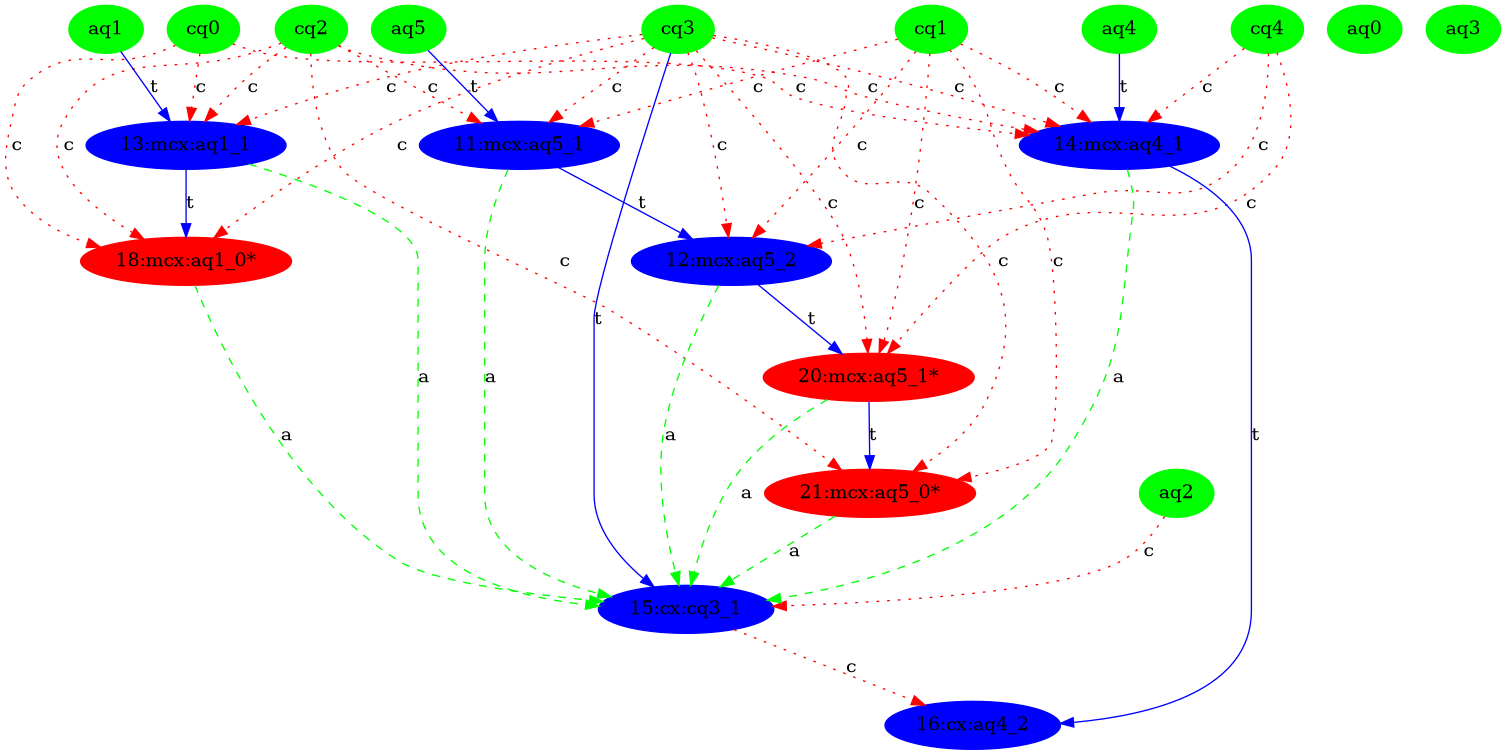 aq1 cq0 cq2 aq5 cq3 cq1 aq4 cq4 aq0 aq3
t c c t c t c
c c c c c c c c c
13:mcx:aq1_1 11:mcx:aq5_1 14:mcx:aq4_1
c c c c c c
t t c c c
18:mcx:aq1_0* 12:mcx:aq5_2
c c c
t t
a a a
20:mcx:aq5_1*
a a t t
21:mcx:aq5_0* aq2
a
a c
15:cx:cq3_1
c
16:cx:aq4_2